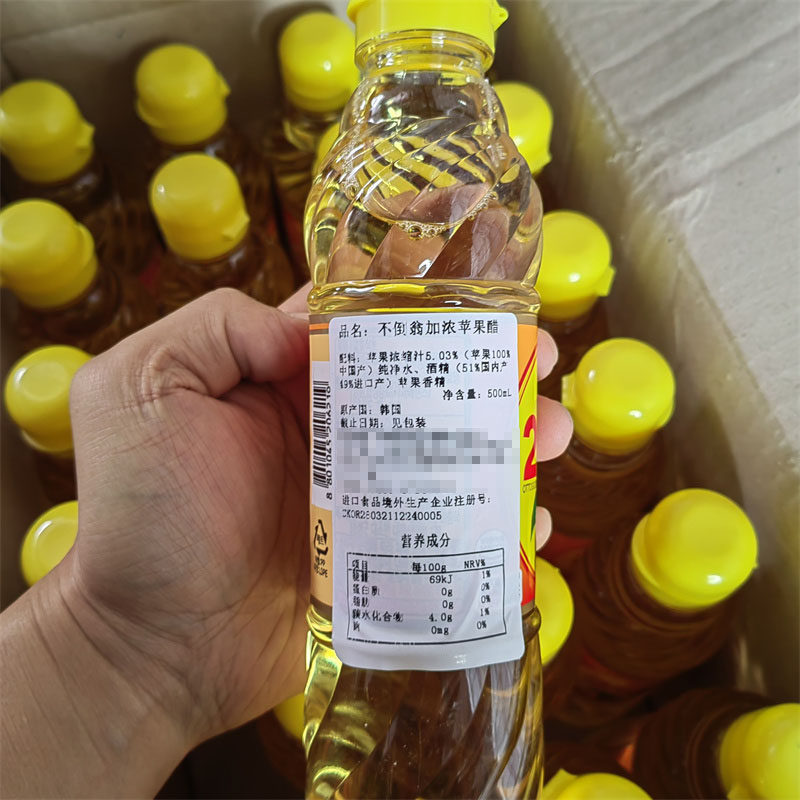 品名：不倒翁加浓苹果醋
配料：苹果浓缩汁5.03%（苹果100%
中国产）纯净水、酒精（51%国内产
49%进口产）苹果香精
净含量：500mL
原产国：韩国
截止日期：见包装
进口食品境外生产企业注册号：
CKOR26032112240005
营养成分
项目 每100g NRV%
能量 69kJ 1%
蛋白质 0g 0%
脂肪 0g 0%
碳水化合物 4.0g 1%
钠 0mg 0%
8 801045 206210
2